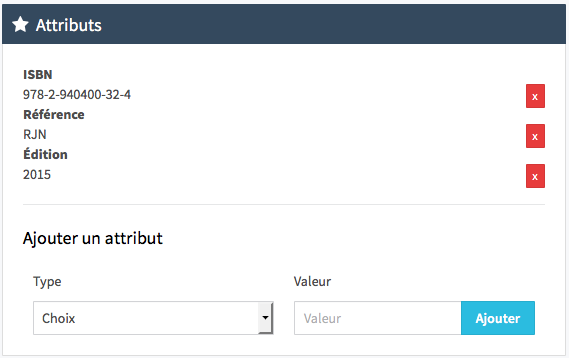 Attributs
ISBN
978-2-940400-32-4
x
Référence
RJN
x
Édition
2015
x
Ajouter un attribut
Type
Valeur
Choix
Valeur
Ajouter